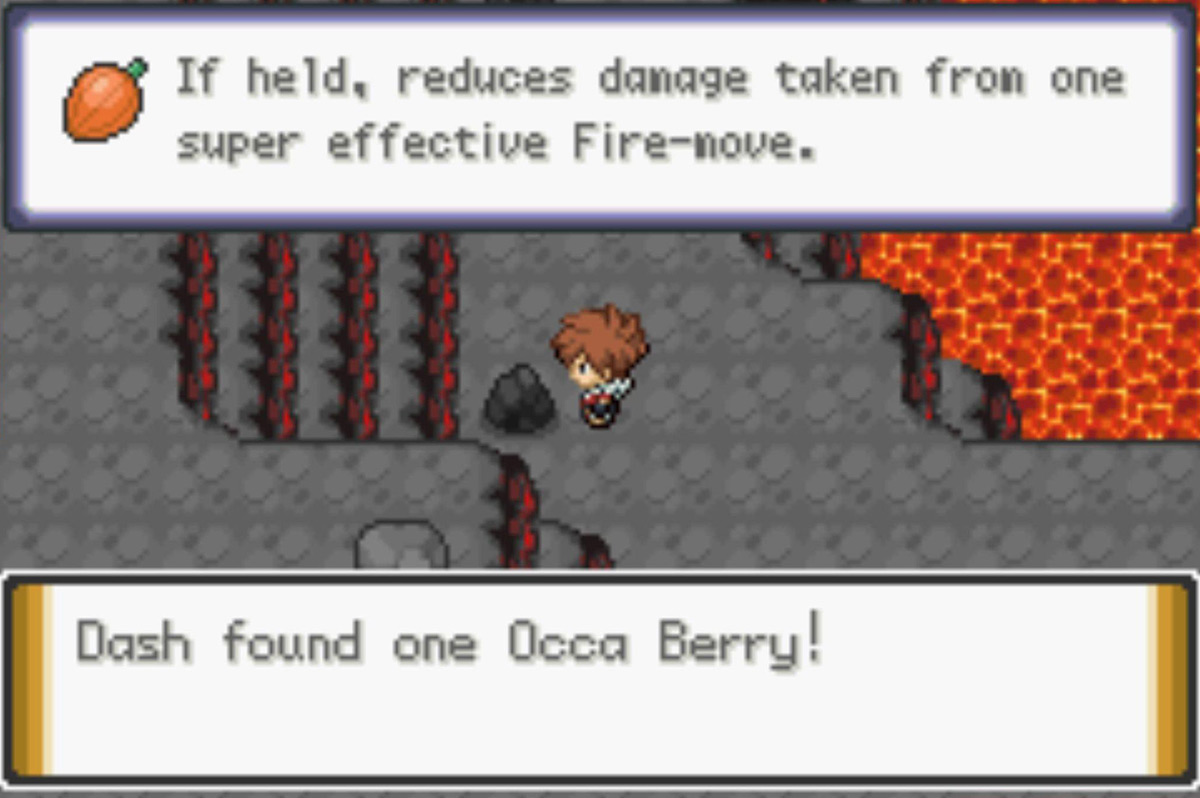 If held, reduces damage taken from one
super effective Fire-move.
Dash found one Occa Berry!